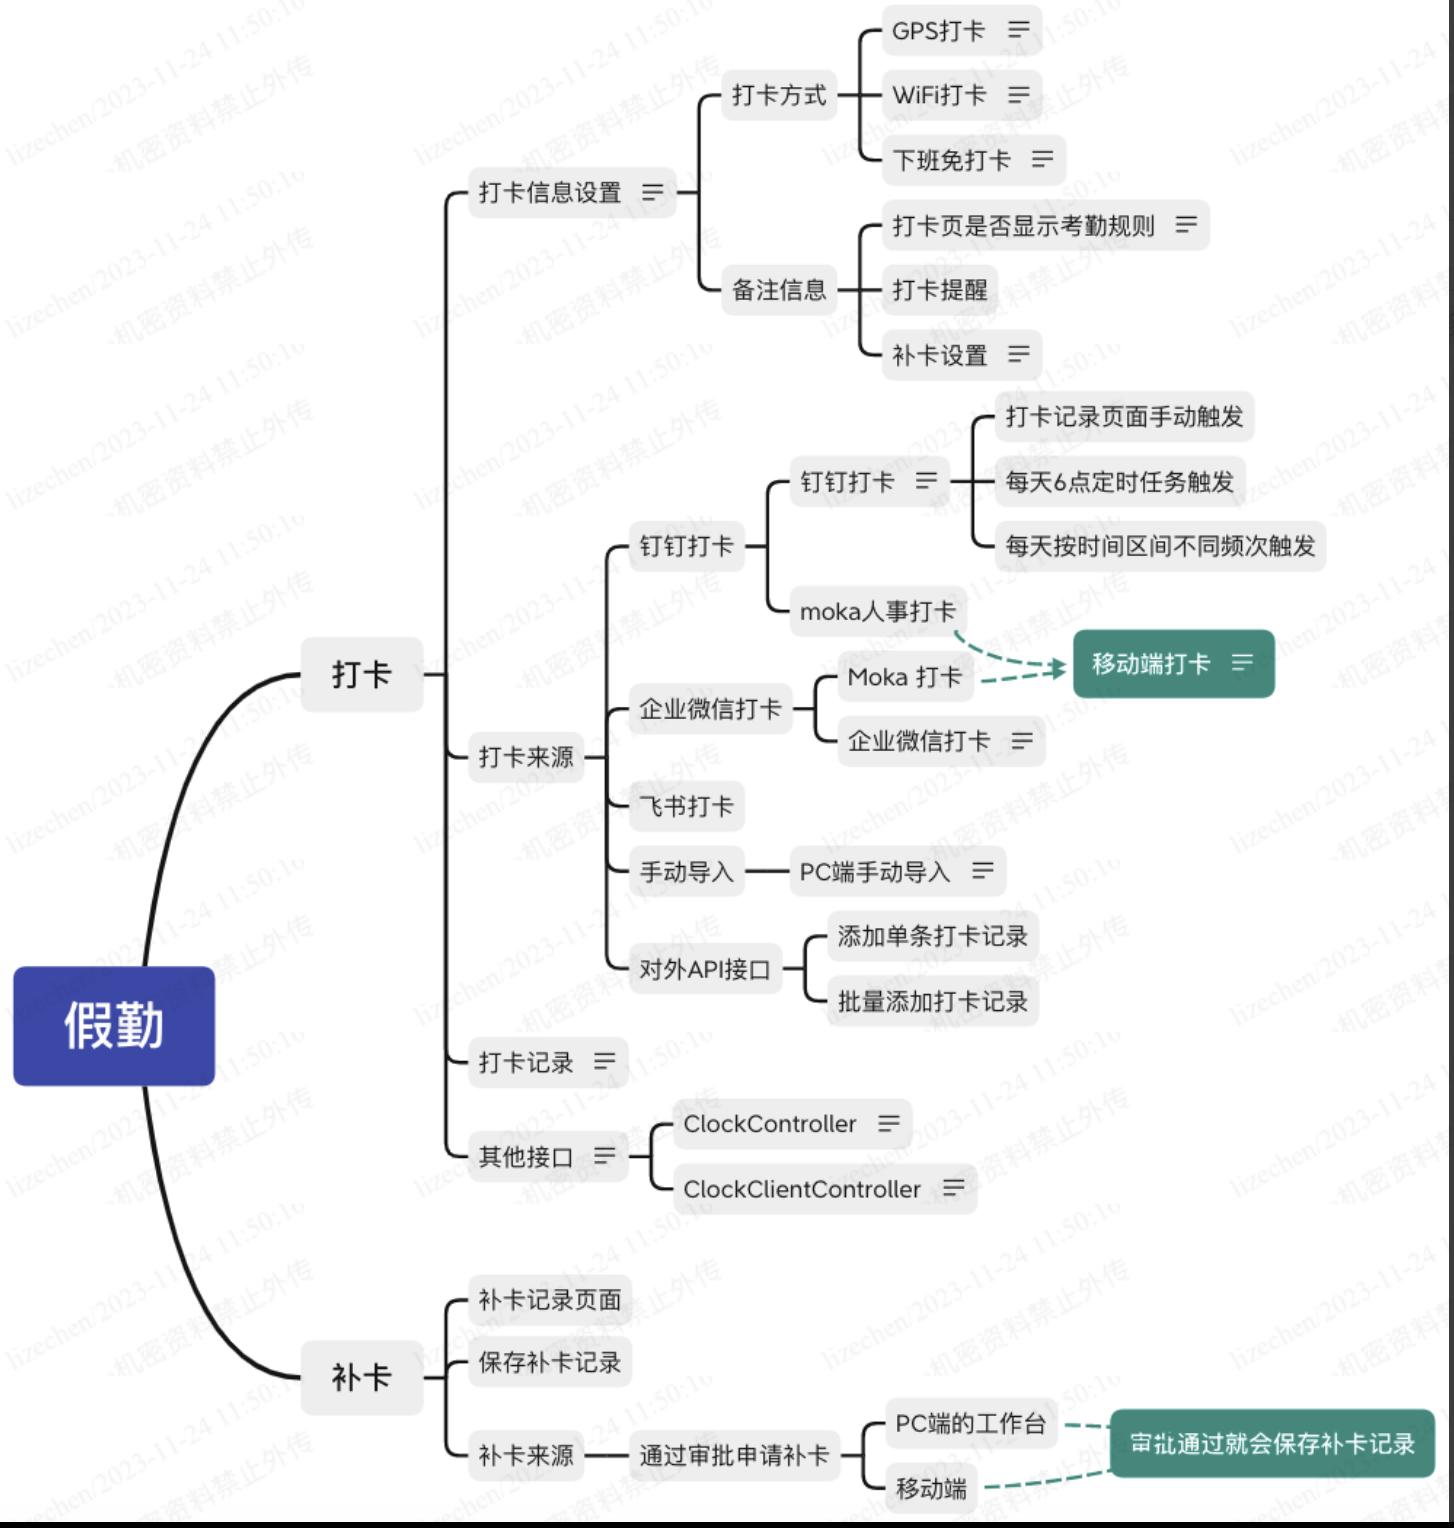 假勤
打卡
打卡信息设置
打卡方式
GPS打卡
WiFi打卡
下班免打卡
备注信息
打卡页是否显示考勤规则
打卡提醒
补卡设置
打卡来源
钉钉打卡
钉钉打卡
打卡记录页面手动触发
每天6点定时任务触发
每天按时间区间不同频次触发
moka人事打卡
移动端打卡
企业微信打卡
Moka 打卡
企业微信打卡
飞书打卡
手动导入
PC端手动导入
对外API接口
添加单条打卡记录
批量添加打卡记录
打卡记录
其他接口
ClockController
ClockClientController
补卡
补卡记录页面
保存补卡记录
补卡来源
通过审批申请补卡
PC端的工作台
移动端
审批通过就会保存补卡记录
lizechen/2023-11-24 11:50:16
机密资料禁止外传